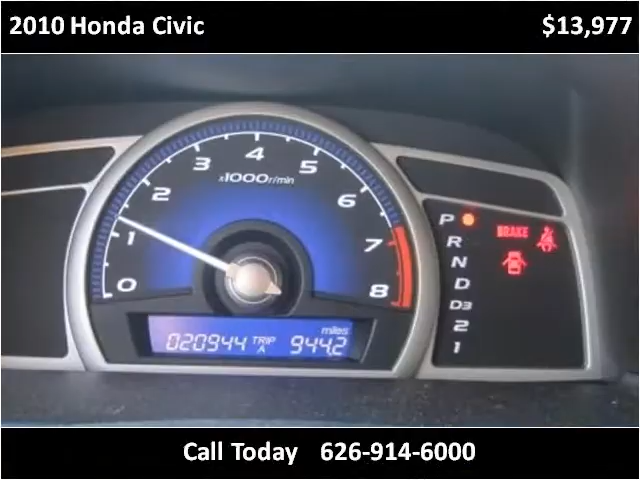 2010 Honda Civic $13,977
4
3 5
x1000r/min
2 6
P BRAKE
1 7
R
N
0 8
D
D3
miles
020944 TRIP A 944.2
2
1
Call Today 626-914-6000